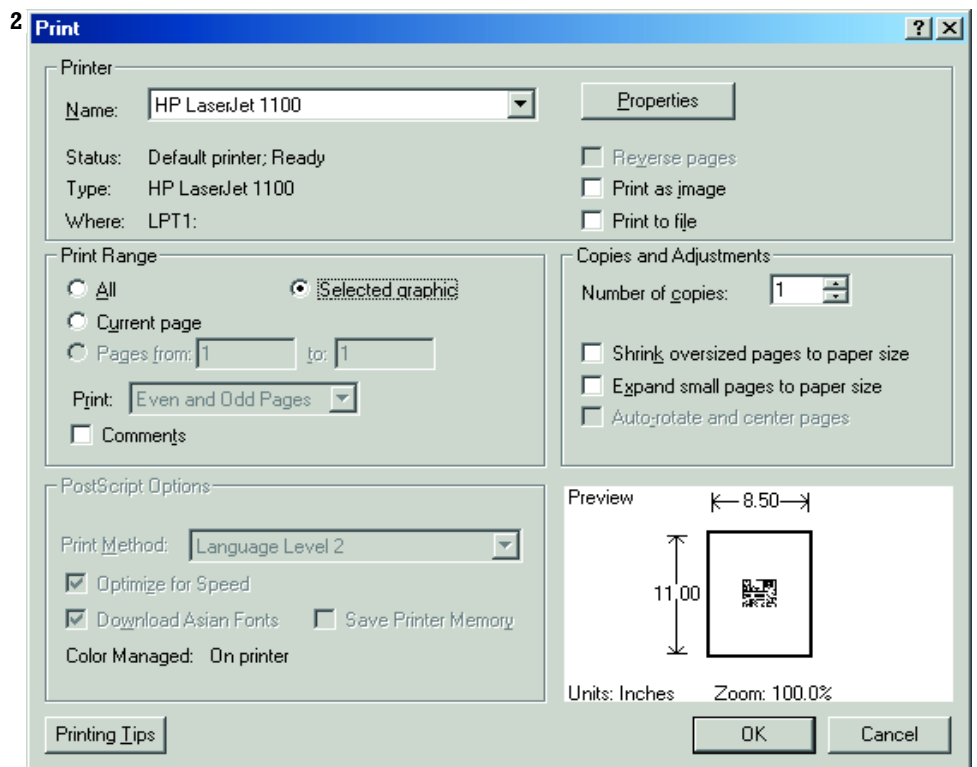 2
Print
Printer
Name: HP LaserJet 1100
Properties
Status: Default printer; Ready
Reverse pages
Type: HP LaserJet 1100
Print as image
Where: LPT1:
Print to file
Print Range
All
Selected graphic
Current page
Pages from: 1 to: 1
Print: Even and Odd Pages
Comments
Copies and Adjustments
Number of copies: 1
Shrink oversized pages to paper size
Expand small pages to paper size
Auto-rotate and center pages
PostScript Options
Print Method: Language Level 2
Optimize for Speed
Download Asian Fonts
Save Printer Memory
Color Managed: On printer
Preview
8.50
11.00
Units: Inches Zoom: 100.0%
Printing Tips
OK
Cancel